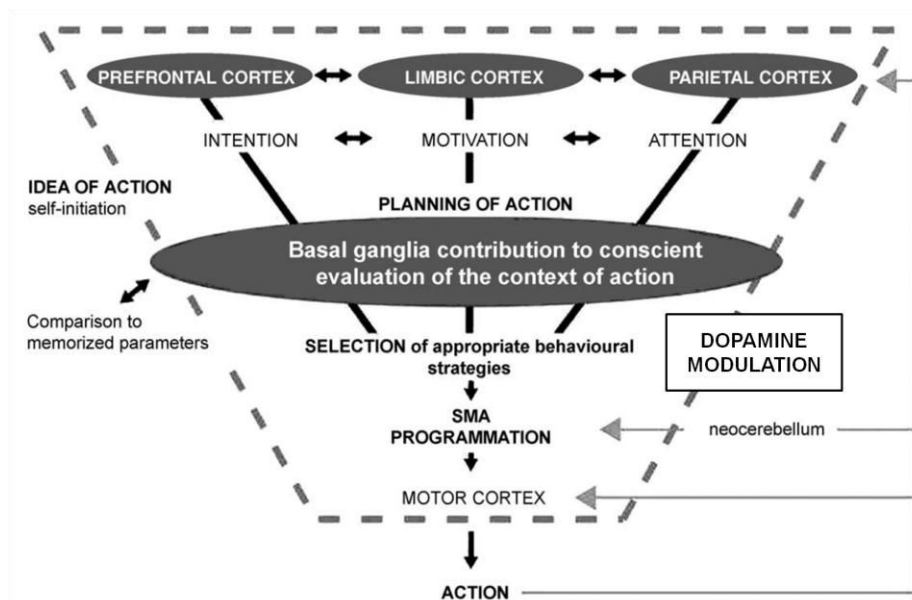 PREFRONTAL CORTEX
LIMBIC CORTEX
PARIETAL CORTEX
INTENTION
MOTIVATION
ATTENTION
IDEA OF ACTION
self-initiation
PLANNING OF ACTION
Basal ganglia contribution to conscient
evaluation of the context of action
Comparison to
memorized parameters
SELECTION of appropriate behavioural
strategies
DOPAMINE
MODULATION
SMA
PROGRAMMATION
neocerebellum
MOTOR CORTEX
ACTION